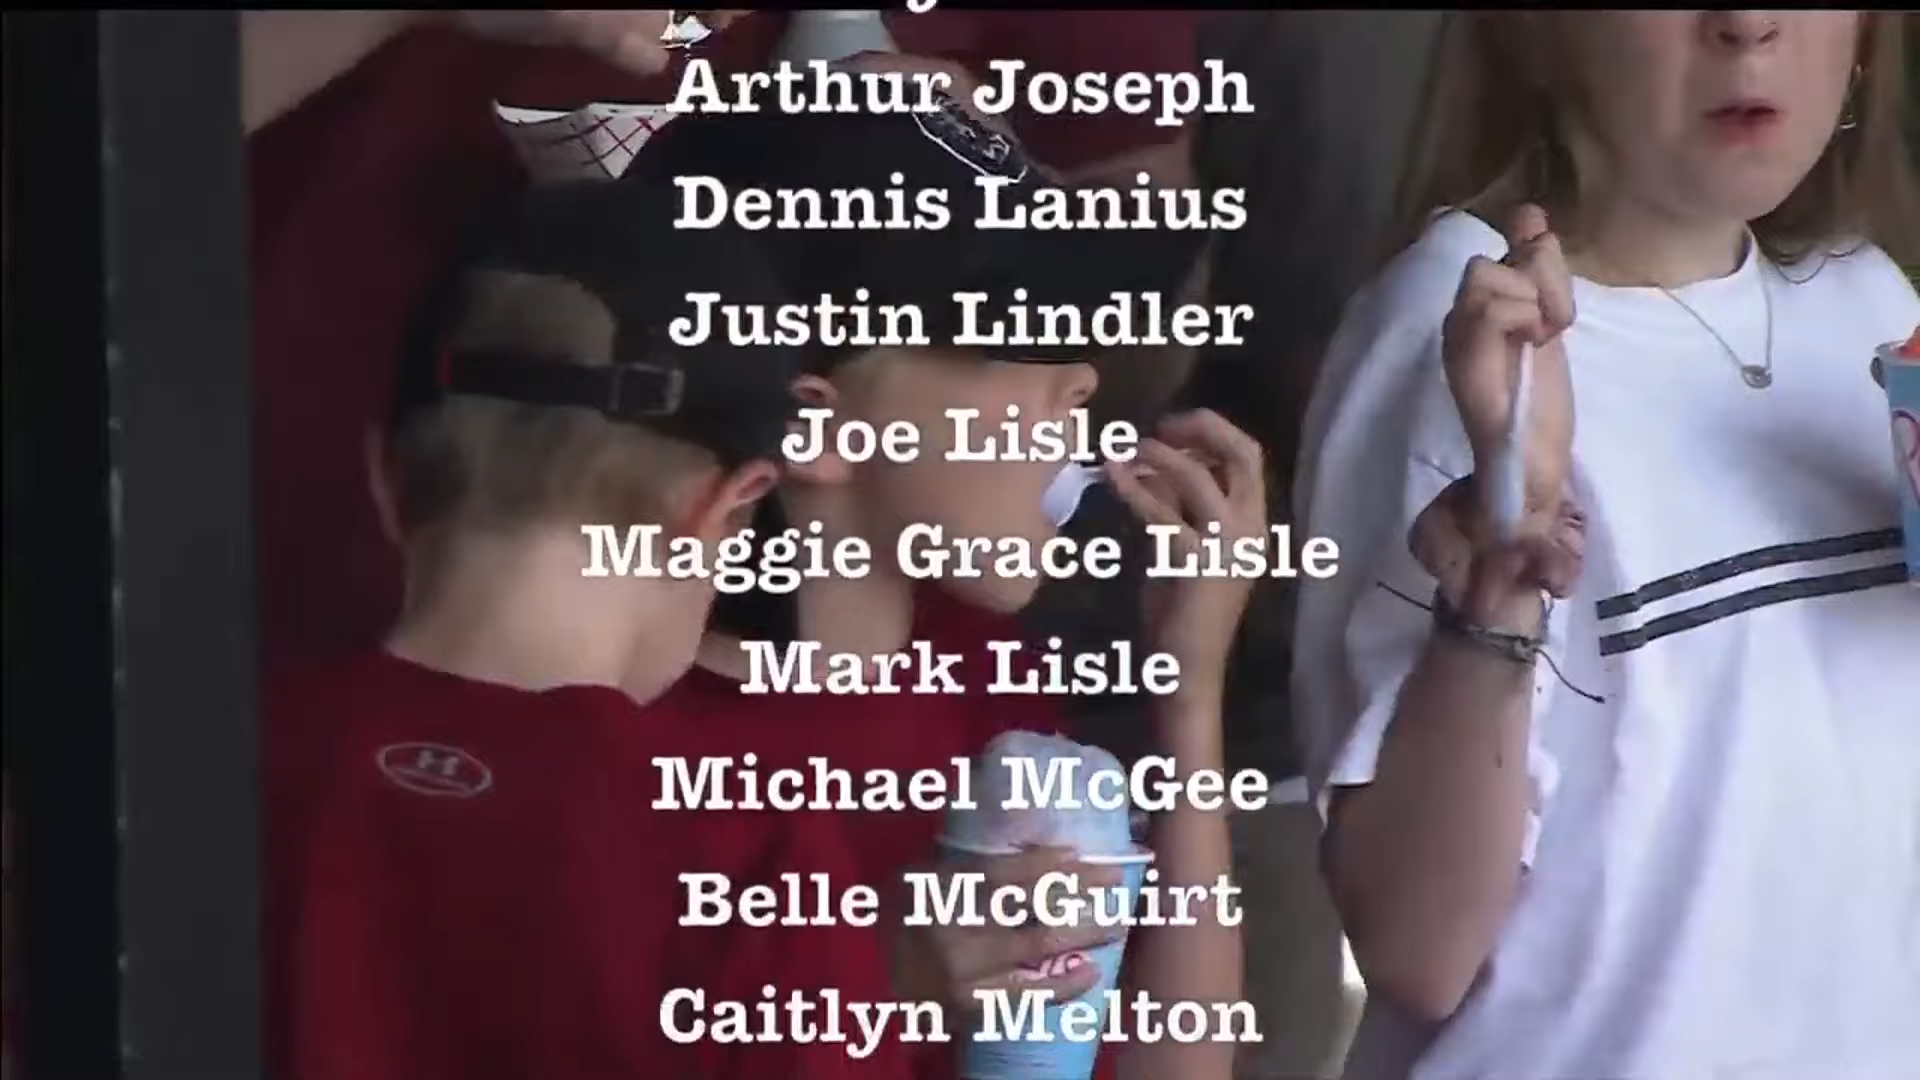 Arthur Joseph
Dennis Lanius
Justin Lindler
Joe Lisle
Maggie Grace Lisle
Mark Lisle
Michael McGee
Belle McGuirt
Caitlyn Melton